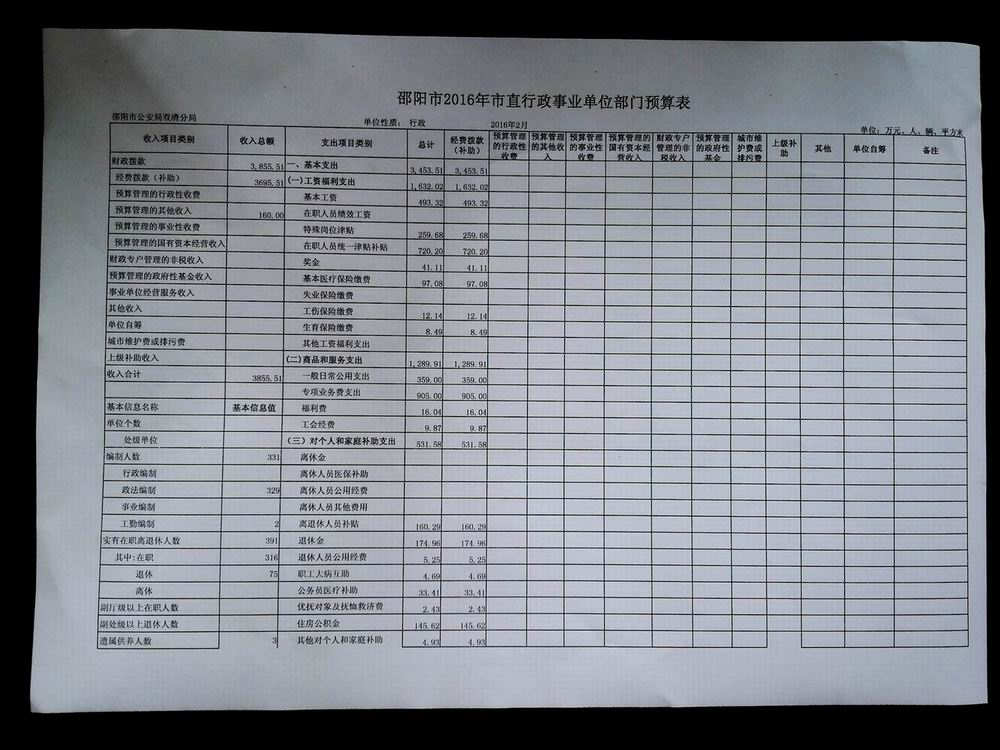 邵阳市2016年市直行政事业单位部门预算表
邵阳市公安局双清分局 单位性质： 行政 2016年2月 单位：万元、人、辆、平方米
收入项目类别 收入总额 支出项目类别 总计 经费拨款（补助） 预算管理的行政性收费 预算管理的其他收入 预算管理的事业性收费 预算管理的国有资本经营收入 财政专户管理的非税收入 预算管理的政府性基金 城市维护费或排污费 上级补助 其他 单位自筹 备注
财政拨款 3,855.51 一、基本支出 3,453.51 3,453.51
经费拨款（补助） 3695.51 (一)工资福利支出 1,632.02 1,632.02
预算管理的行政性收费 基本工资 493.32 493.32
预算管理的其他收入 160.00 在职人员绩效工资
预算管理的事业性收费 特殊岗位津贴 259.68 259.68
预算管理的国有资本经营收入 在职人员统一津贴补贴 720.20 720.20
财政专户管理的非税收入 奖金 41.11 41.11
预算管理的政府性基金收入 基本医疗保险缴费 97.08 97.08
事业单位经营服务收入 失业保险缴费
其他收入 工伤保险缴费 12.14 12.14
单位自筹 生育保险缴费 8.49 8.49
城市维护费或排污费 其他工资福利支出
上级补助收入 (二)商品和服务支出 1,289.91 1,289.91
收入合计 3855.51 一般日常公用支出 359.00 359.00
专项业务费支出 905.00 905.00
基本信息名称 基本信息值 福利费 16.04 16.04
单位个数 工会经费 9.87 9.87
处级单位 （三）对个人和家庭补助支出 531.58 531.58
编制人数 331 离休金
行政编制 离休人员医保补助
政法编制 329 离休人员公用经费
事业编制 离休人员其他费用
工勤编制 2 离退休人员补贴 160.29 160.29
实有在职离退休人数 391 退休金 174.96 174.96
其中:在职 316 退休人员公用经费 5.25 5.25
退休 75 职工大病互助 4.69 4.69
离休 公务员医疗补助 33.41 33.41
副厅级以上在职人数 优抚对象及抚恤救济费 2.43 2.43
副处级以上退休人数 住房公积金 145.62 145.62
遗属供养人数 3 其他对个人和家庭补助 4.93 4.93